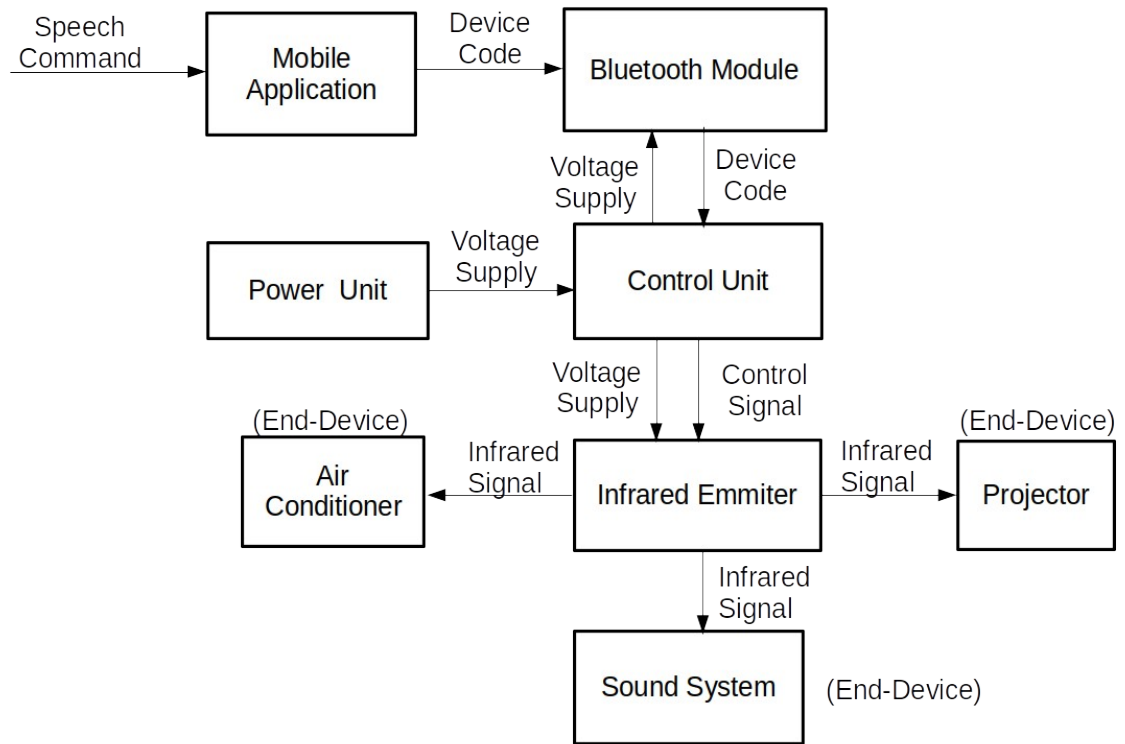 Speech
Command
Mobile
Application
Device
Code
Bluetooth Module
Voltage
Supply
Device
Code
Power  Unit
Voltage
Supply
Control Unit
Voltage
Supply
Control
Signal
(End-Device)
Air
Conditioner
Infrared
Signal
Infrared Emmiter
Infrared
Signal
(End-Device)
Projector
Infrared
Signal
Sound System
(End-Device)